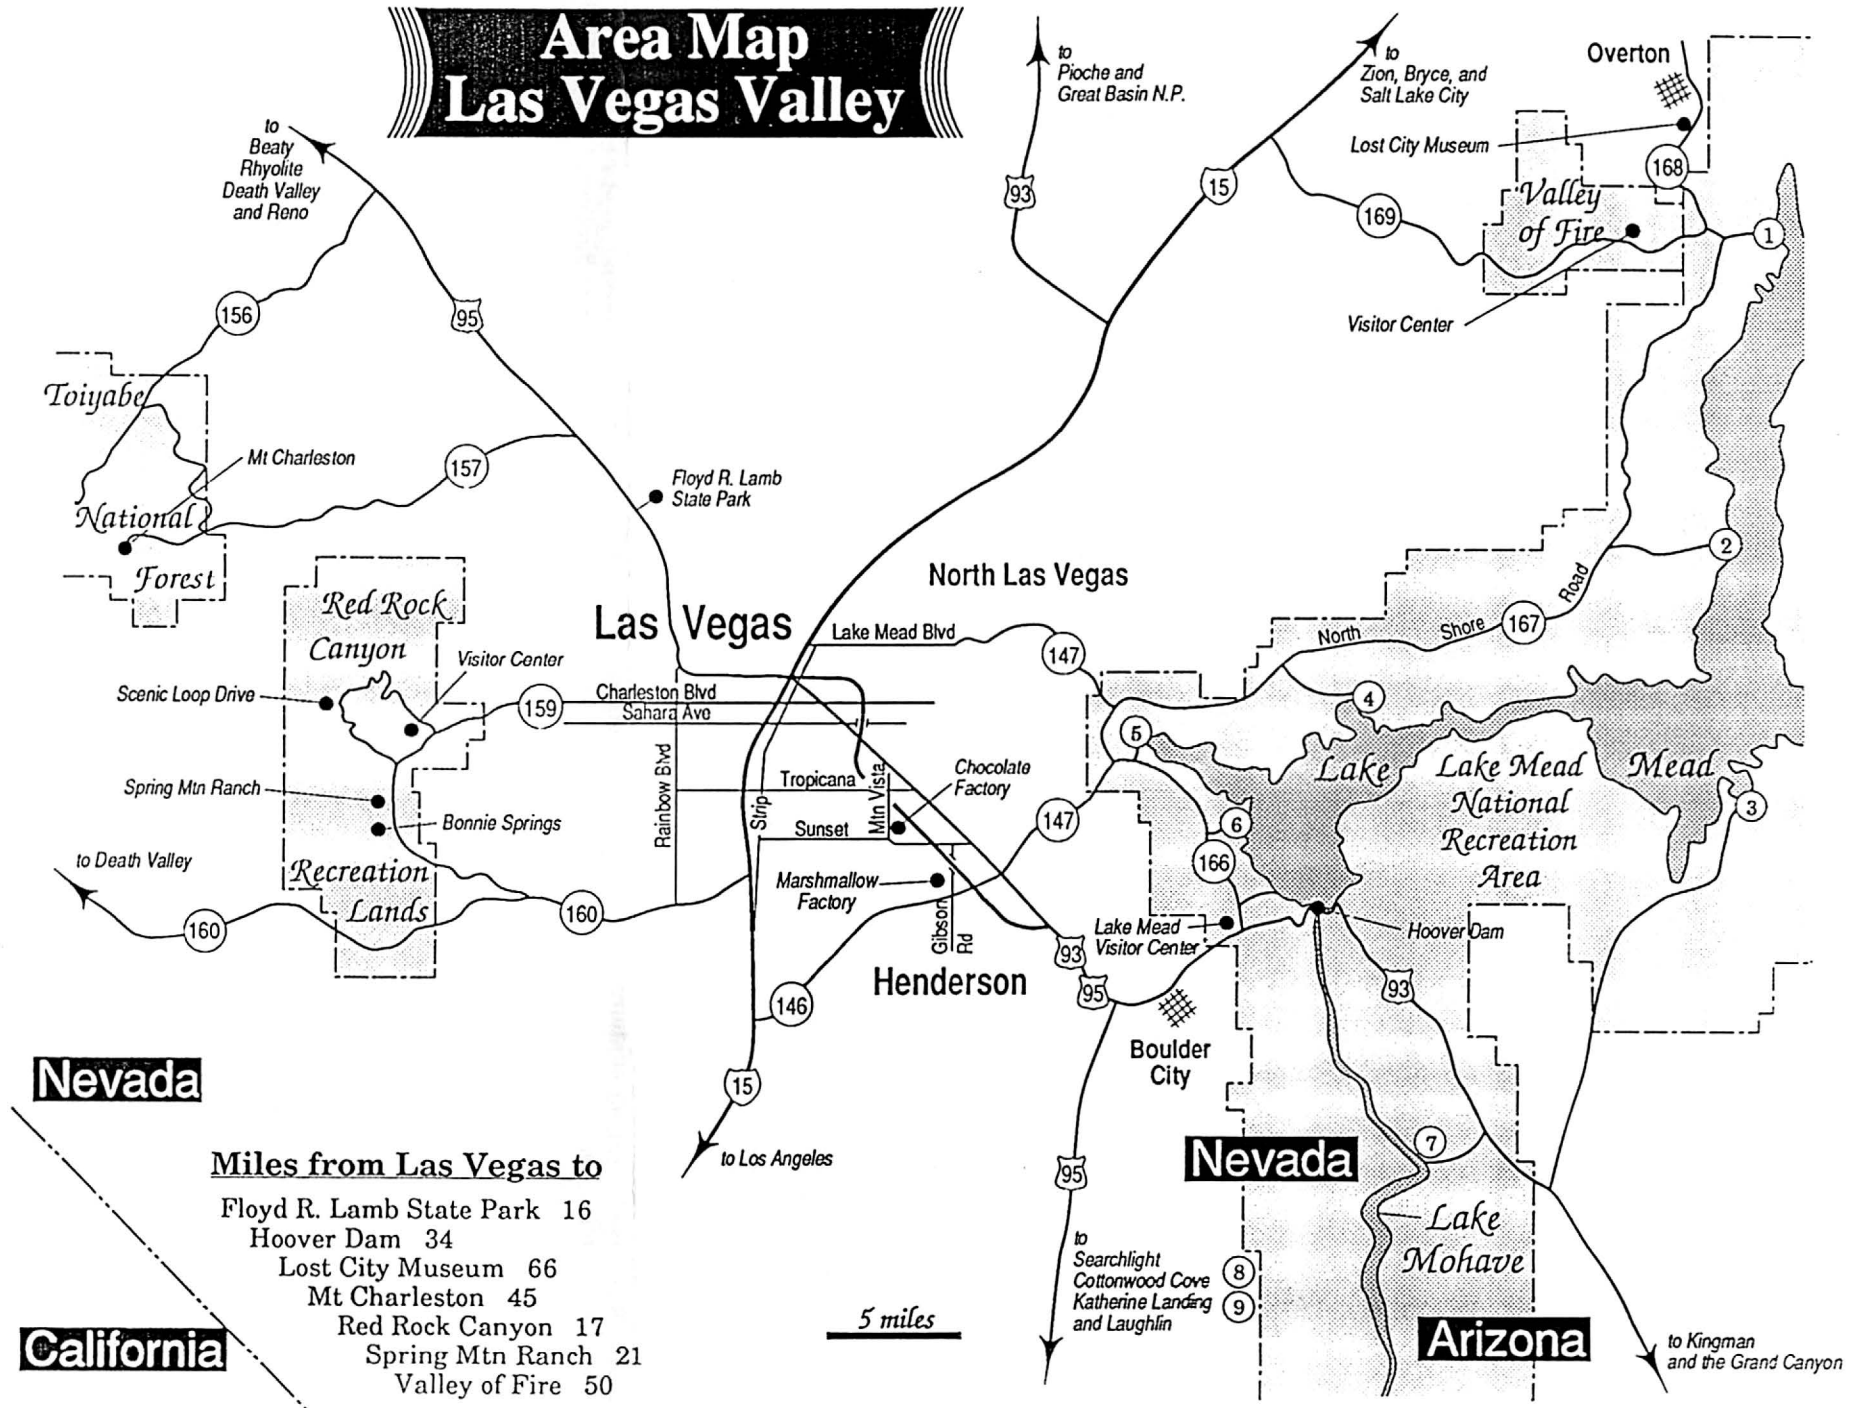 Area Map
Las Vegas Valley
to
Beaty
Rhyolite
Death Valley
and Reno
to
Pioche and
Great Basin N.P.
to
Zion, Bryce, and
Salt Lake City
Overton
Lost City Museum
168
93
15
169
Valley
of Fire
1
Visitor Center
156
95
Toiyabe
Mt Charleston
157
National
Forest
Floyd R. Lamb
State Park
Red Rock
Canyon
Las Vegas
North Las Vegas
Lake Mead Blvd
147
North Shore Road
167
2
Visitor Center
Scenic Loop Drive
159
Charleston Blvd
Sahara Ave
4
5
Lake Mead
Lake Mead
National
Recreation
Area
3
Spring Mtn Ranch
Bonnie Springs
Rainbow Blvd
Strip
Tropicana
Mtn Vista
Sunset
Chocolate
Factory
147
6
166
to Death Valley
Recreation
Lands
160
160
Marshmallow
Factory
Gibson
Rd
Lake Mead
Visitor Center
Hoover Dam
Henderson
93
95
93
146
Boulder
City
15
to Los Angeles
Nevada
California
Miles from Las Vegas to
Floyd R. Lamb State Park 16
Hoover Dam 34
Lost City Museum 66
Mt Charleston 45
Red Rock Canyon 17
Spring Mtn Ranch 21
Valley of Fire 50
5 miles
95
Nevada
7
Lake
Mohave
to
Searchlight
Cottonwood Cove 8
Katherine Landing 9
and Laughlin
Arizona
to Kingman
and the Grand Canyon